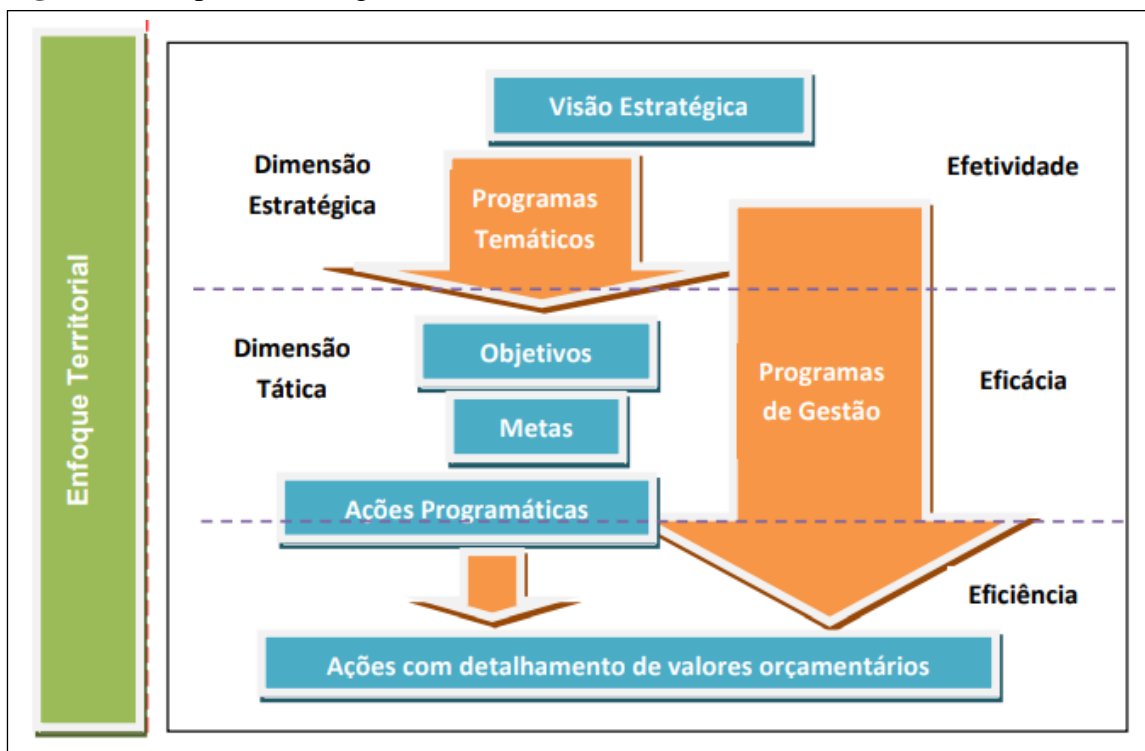 Enfoque Territorial
Visão Estratégica
Dimensão
Estratégica
Programas
Temáticos
Efetividade
Dimensão
Tática
Objetivos
Metas
Ações Programáticas
Programas
de Gestão
Eficácia
Eficiência
Ações com detalhamento de valores orçamentários